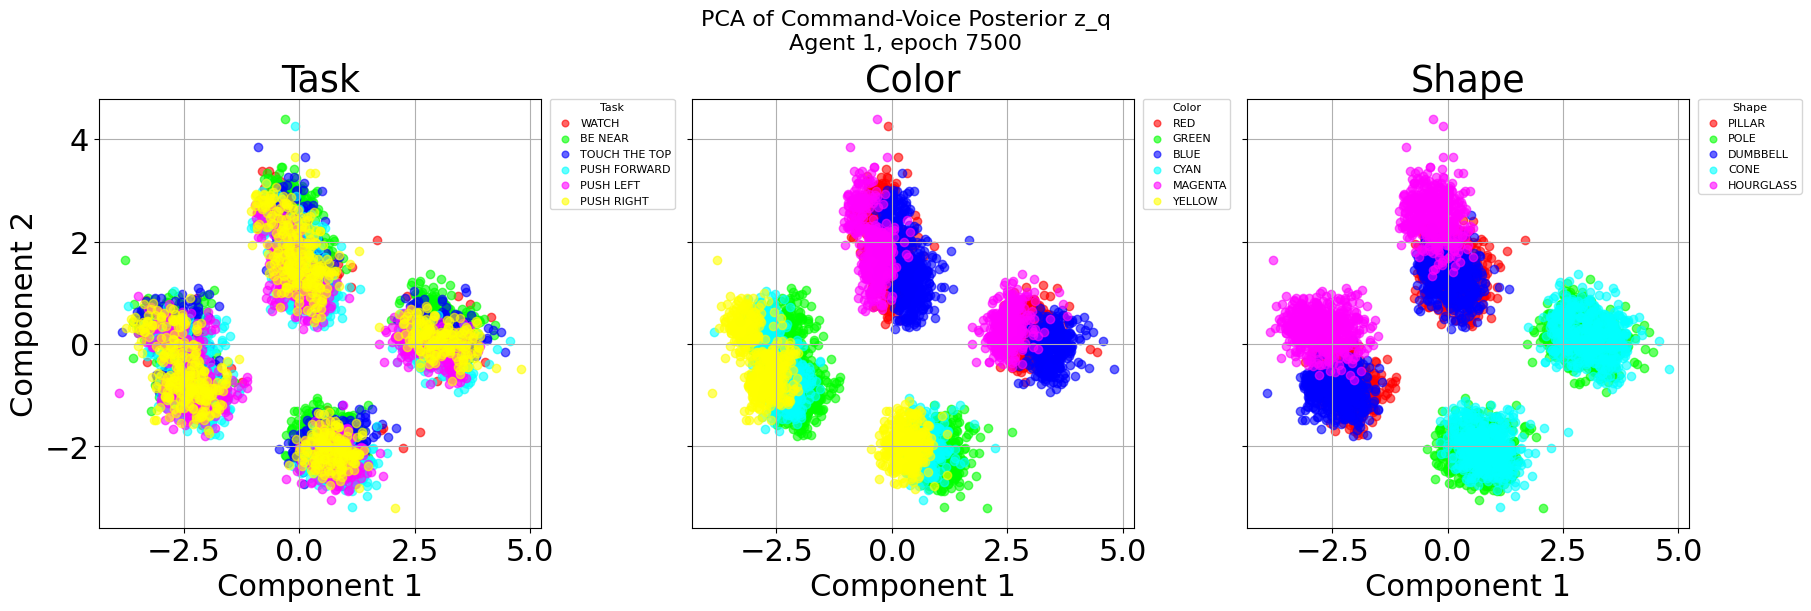 PCA of Command-Voice Posterior z_q
Agent 1, epoch 7500
Task
Color
Shape
Component 2
4
2
0
−2
−2.5
0.0
2.5
5.0
Component 1
Task
WATCH
BE NEAR
TOUCH THE TOP
PUSH FORWARD
PUSH LEFT
PUSH RIGHT
−2.5
0.0
2.5
5.0
Component 1
Color
RED
GREEN
BLUE
CYAN
MAGENTA
YELLOW
−2.5
0.0
2.5
5.0
Component 1
Shape
PILLAR
POLE
DUMBBELL
CONE
HOURGLASS